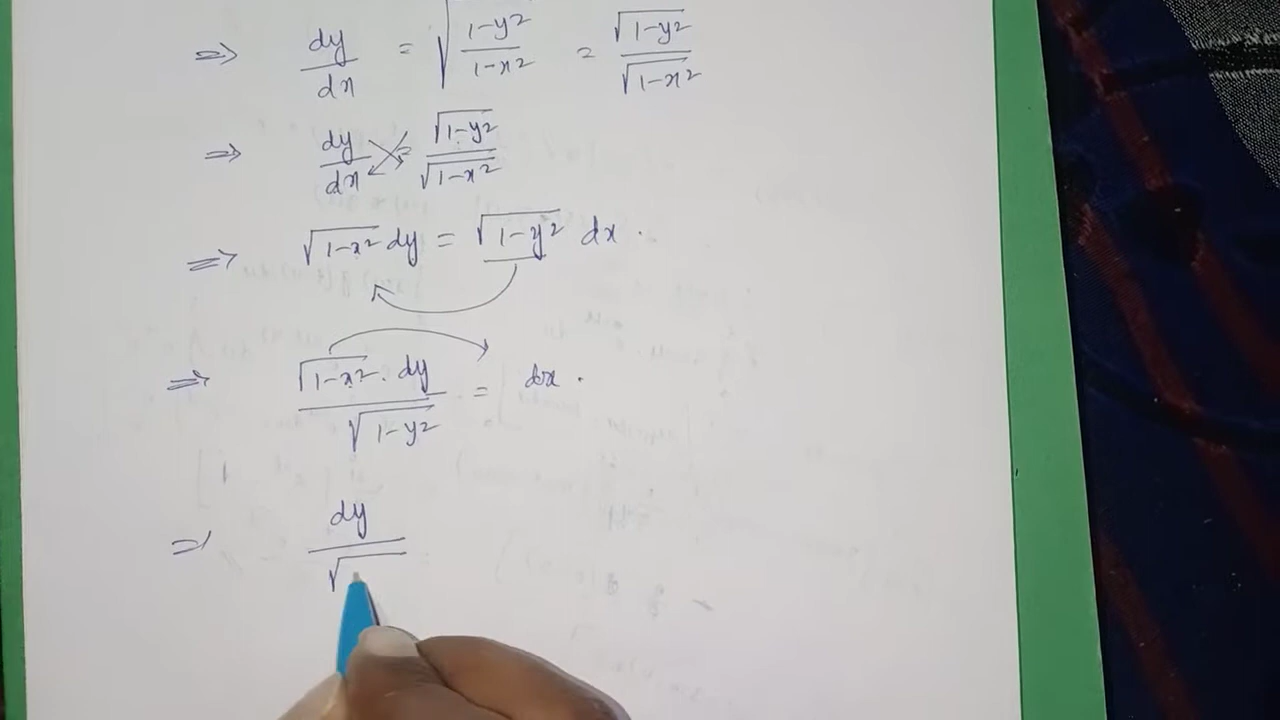 ⇒ dy/dx = √((1-y²)/(1-x²)) = √(1-y²)/√(1-x²)
⇒ dy/dx = √(1-y²)/√(1-x²)
⇒ √(1-x²) dy = √(1-y²) dx .
⇒ √(1-x²) . dy / √(1-y²) = dx .
⇒ dy/√